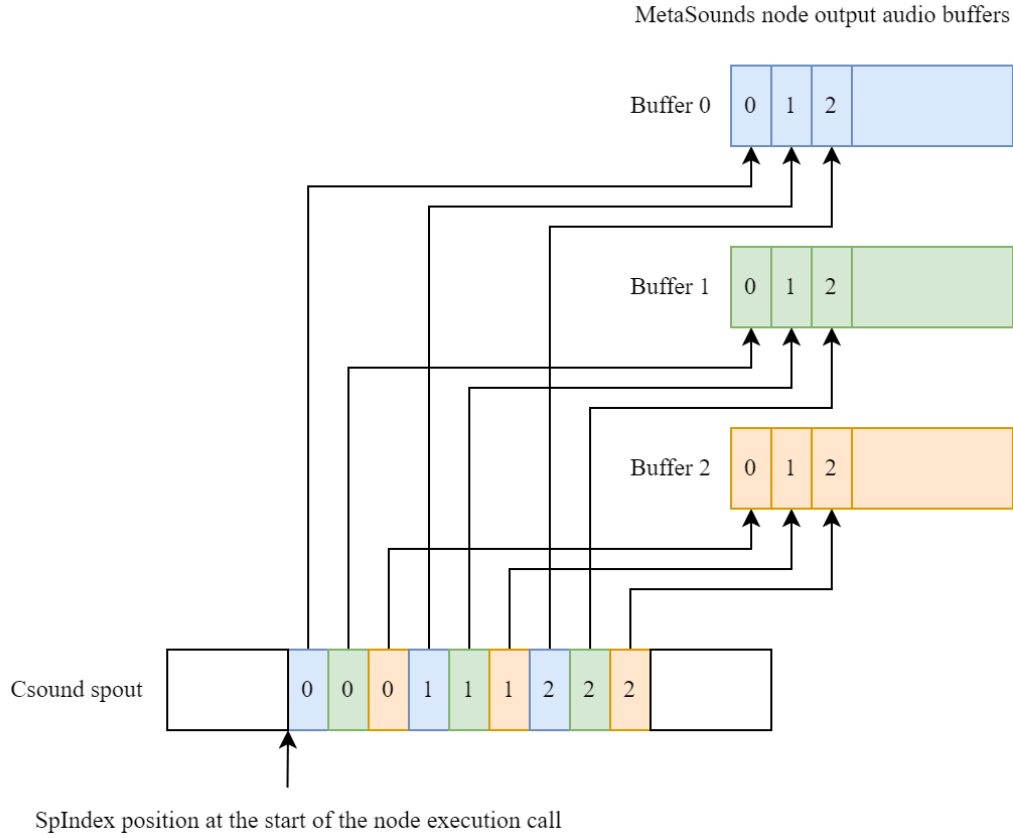 MetaSounds node output audio buffers
Buffer 0 0 1 2
Buffer 1 0 1 2
Buffer 2 0 1 2
Csound spout 0 0 0 1 1 1 2 2 2
SpIndex position at the start of the node execution call